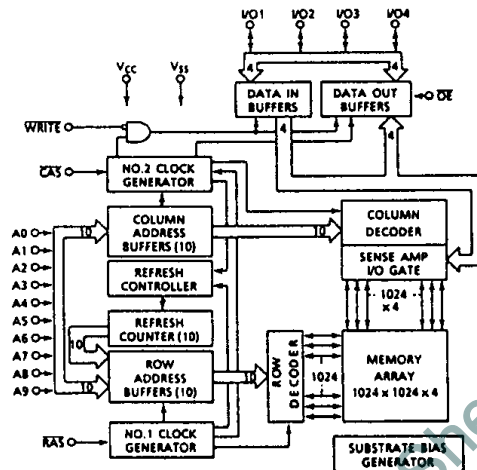 I/O1 I/O2 I/O3 I/O4
4 4
VCC VSS
DATA IN
BUFFERS
DATA OUT
BUFFERS
OE
WRITE
4 4
CAS
NO.2 CLOCK
GENERATOR
A0
A1
A2
A3
A4
A5
A6
A7
A8
A9
10
COLUMN
ADDRESS
BUFFERS (10)
10
COLUMN
DECODER
SENSE AMP
I/O GATE
REFRESH
CONTROLLER
1024
x 4
REFRESH
COUNTER (10)
10
10
ROW
ADDRESS
BUFFERS (10)
10
ROW
DECODER
1024
MEMORY
ARRAY
1024 x 1024 x 4
RAS
NO.1 CLOCK
GENERATOR
SUBSTRATE BIAS
GENERATOR